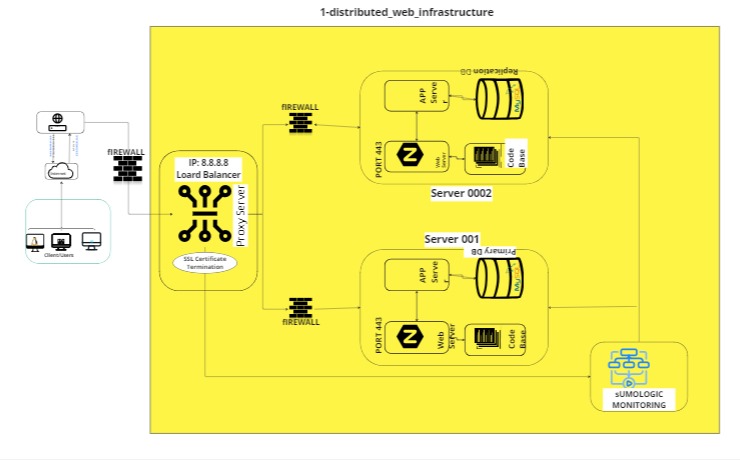 1-distributed_web_infrastructure
Replication DB
APP
Serve
r
MySQL
fIREWALL
PORT 443
Web
Server
Code
Base
fIREWALL
Internet
IP: 8.8.8.8
Loard Balancer
Proxy Server
Server 0002
Client/Users
SSL Certificate
Termination
Server 001
Primary DB
APP
Serve
r
MySQL
fIREWALL
PORT 443
Web
Server
Code
Base
sUMOLOGIC
MONITORING